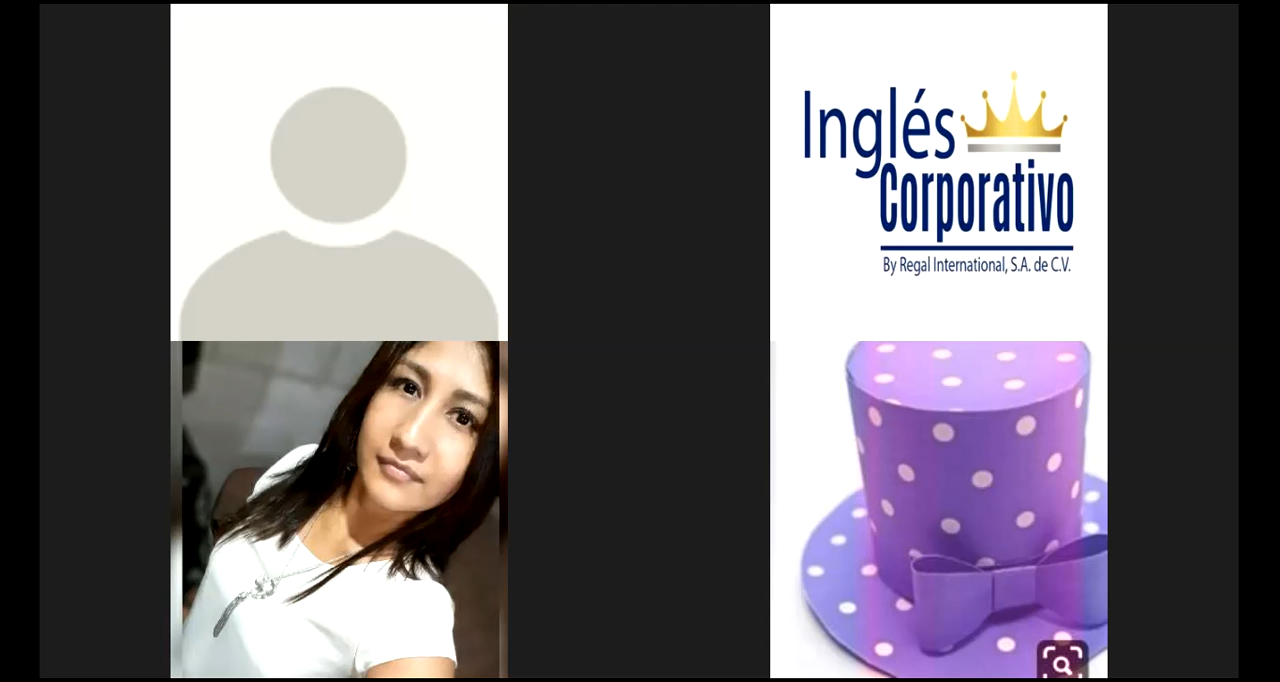 Inglés
Corporativo
By Regal International, S.A. de C.V.